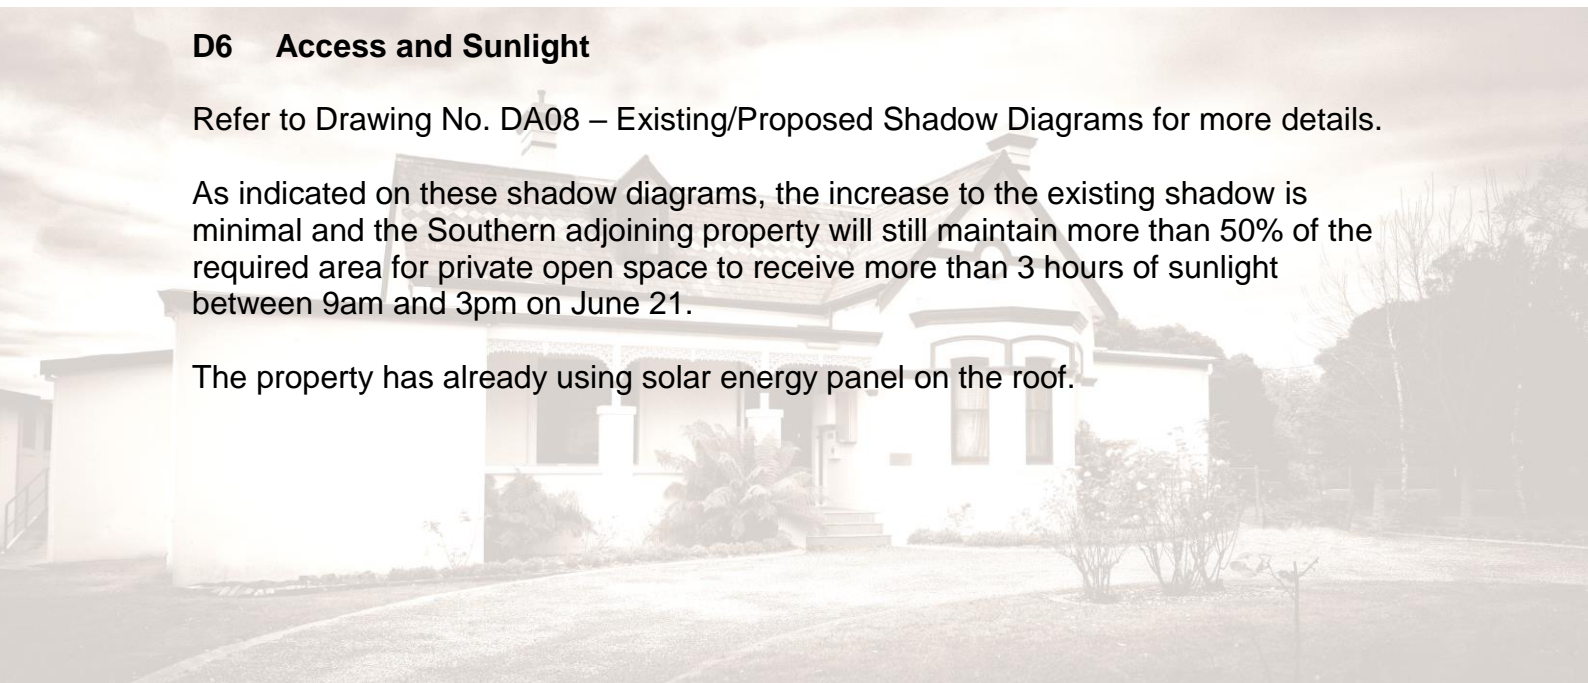 D6 Access and Sunlight
Refer to Drawing No. DA08 – Existing/Proposed Shadow Diagrams for more details.
As indicated on these shadow diagrams, the increase to the existing shadow is
minimal and the Southern adjoining property will still maintain more than 50% of the
required area for private open space to receive more than 3 hours of sunlight
between 9am and 3pm on June 21.
The property has already using solar energy panel on the roof.